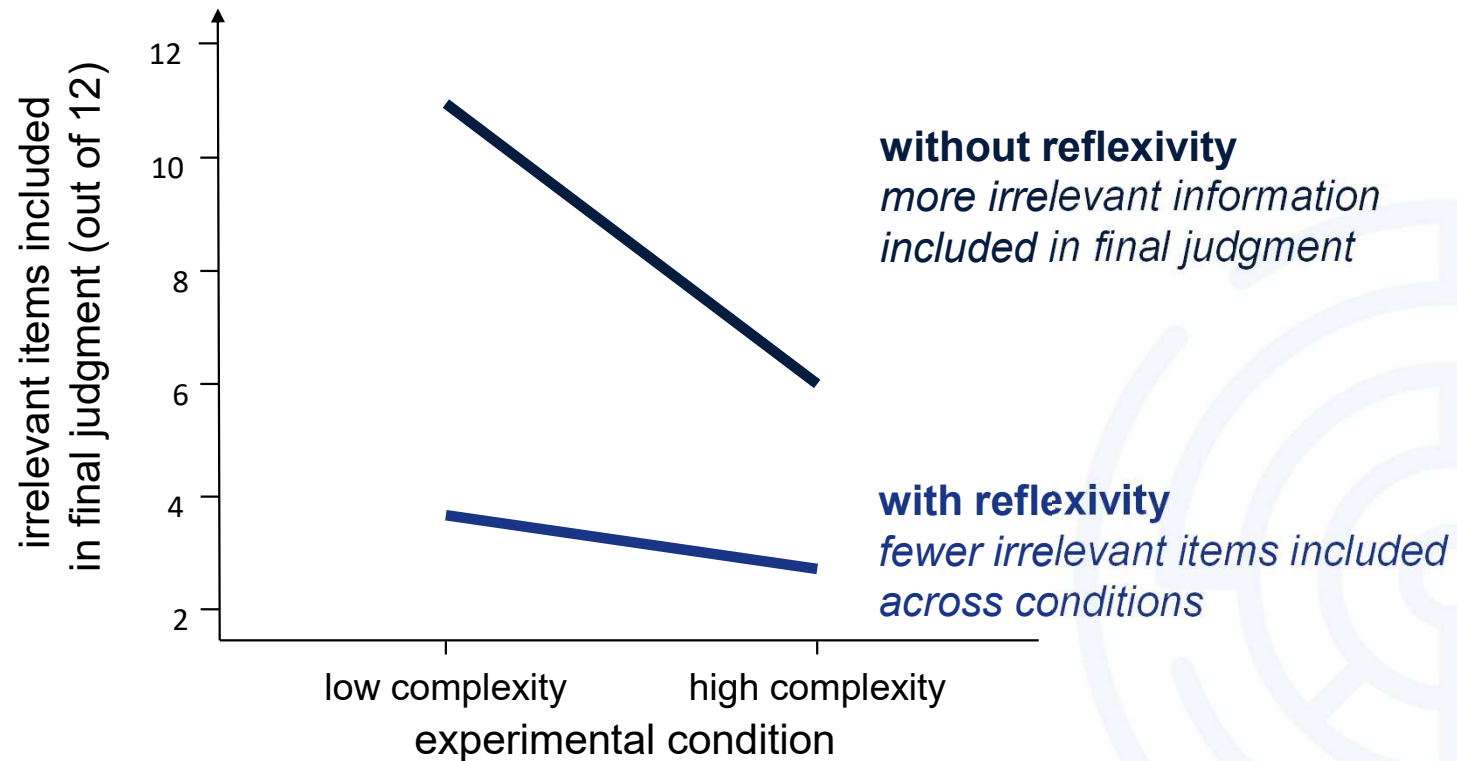 irrelevant items included
in final judgment (out of 12)
12
10
8
6
4
2
without reflexivity
more irrelevant information
included in final judgment
with reflexivity
fewer irrelevant items included
across conditions
low complexity
high complexity
experimental condition